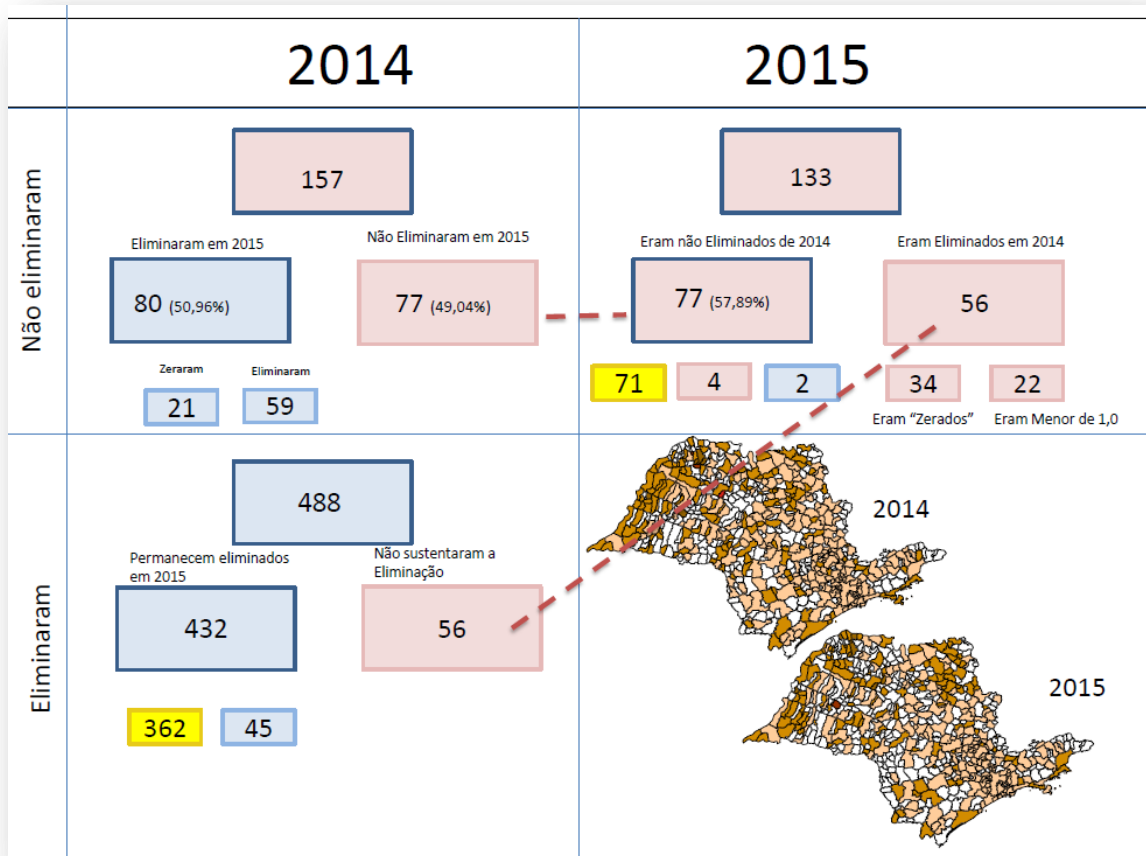 2014
2015
Não eliminaram
157
133
Eliminaram em 2015
Não Eliminaram em 2015
Eram não Eliminados de 2014
Eram Eliminados em 2014
80 (50,96%)
77 (49,04%)
77 (57,89%)
56
Zeraram
Eliminaram
21
59
71
4
2
34
22
Eram "Zerados"
Eram Menor de 1,0
Eliminaram
488
Permanecem eliminados
em 2015
Não sustentaram a
Eliminação
432
56
362
45
2014
2015